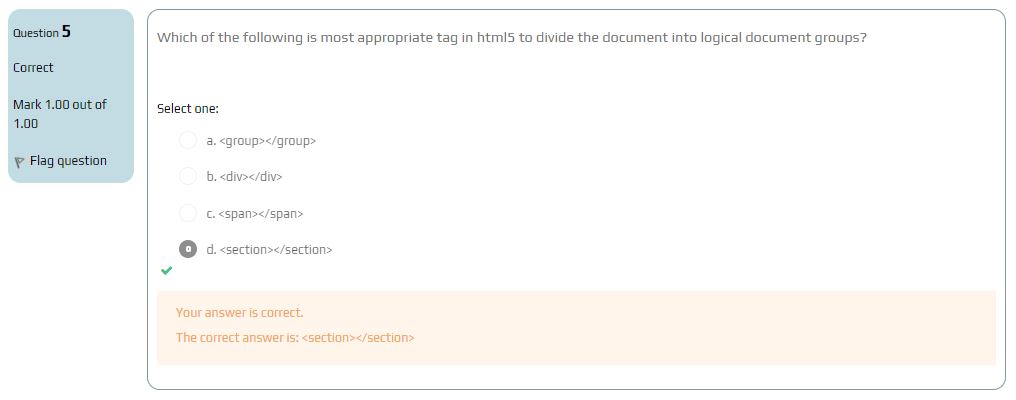 Question 5
Correct
Mark 1.00 out of
1.00
Flag question
Which of the following is most appropriate tag in html5 to divide the document into logical document groups?
Select one:
a. <group></group>
b. <div></div>
c. <span></span>
d. <section></section>
Your answer is correct.
The correct answer is: <section></section>